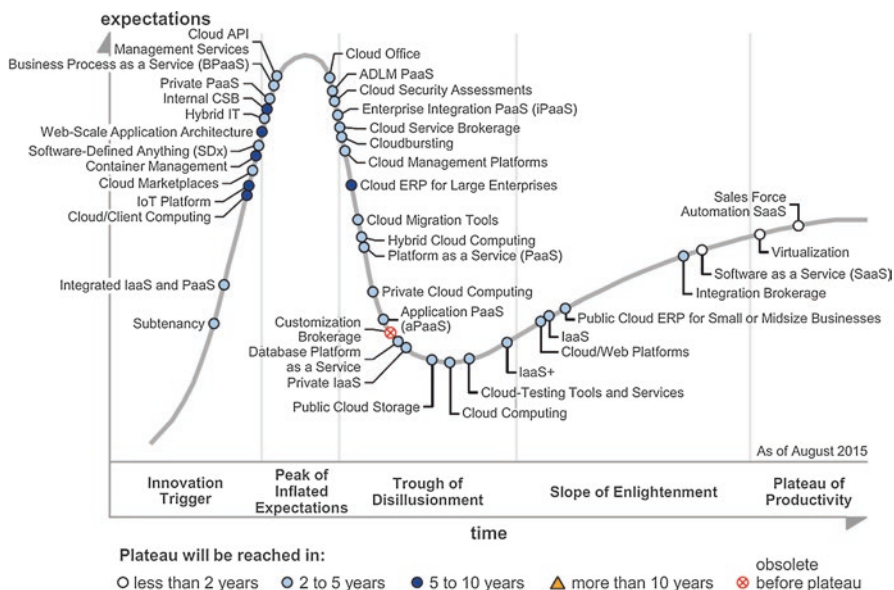 expectations
Cloud API
Management Services
Business Process as a Service (BPaaS)
Private PaaS
Internal CSB
Hybrid IT
Web-Scale Application Architecture
Software-Defined Anything (SDx)
Container Management
Cloud Marketplaces
IoT Platform
Cloud/Client Computing
Integrated IaaS and PaaS
Subtenancy
Cloud Office
ADLM PaaS
Cloud Security Assessments
Enterprise Integration PaaS (iPaaS)
Cloud Service Brokerage
Cloudbursting
Cloud Management Platforms
Cloud ERP for Large Enterprises
Cloud Migration Tools
Hybrid Cloud Computing
Platform as a Service (PaaS)
Private Cloud Computing
Application PaaS
(aPaaS)
Customization
Brokerage
Database Platform
as a Service
Private IaaS
Public Cloud Storage
Cloud Computing
Cloud-Testing Tools and Services
IaaS+
Cloud/Web Platforms
IaaS
Public Cloud ERP for Small or Midsize Businesses
Integration Brokerage
Software as a Service (SaaS)
Virtualization
Sales Force
Automation SaaS
As of August 2015
Innovation
Trigger
Peak of
Inflated
Expectations
Trough of
Disillusionment
Slope of Enlightenment
Plateau of
Productivity
time
Plateau will be reached in:
less than 2 years
2 to 5 years
5 to 10 years
more than 10 years
obsolete
before plateau